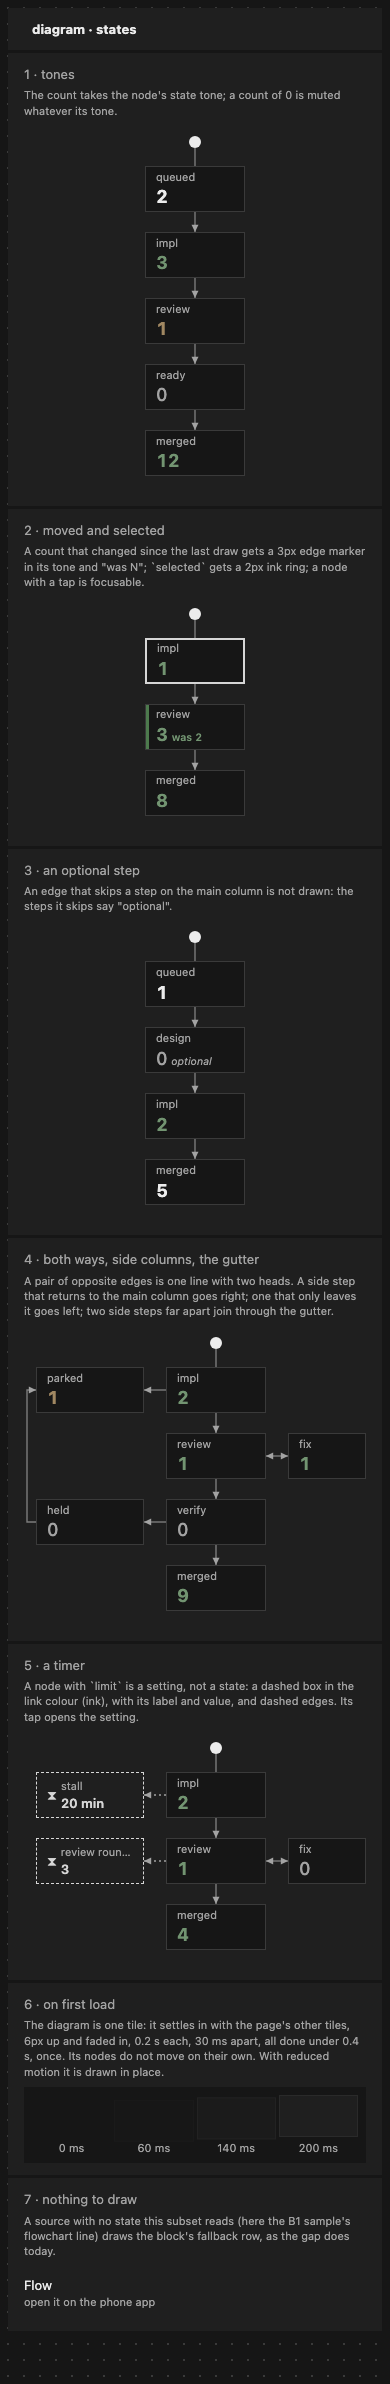 diagram · states
1 · tones
The count takes the node's state tone; a count of 0 is muted
whatever its tone.
queued
2
impl
3
review
1
ready
0
merged
12
2 · moved and selected
A count that changed since the last draw gets a 3px edge marker
in its tone and "was N"; `selected` gets a 2px ink ring; a node
with a tap is focusable.
impl
1
review
3 was 2
merged
8
3 · an optional step
An edge that skips a step on the main column is not drawn: the
steps it skips say "optional".
queued
1
design
0 optional
impl
2
merged
5
4 · both ways, side columns, the gutter
A pair of opposite edges is one line with two heads. A side step
that returns to the main column goes right; one that only leaves
it goes left; two side steps far apart join through the gutter.
parked impl
1 2
review fix
1 1
held verify
0 0
merged
9
5 · a timer
A node with `limit` is a setting, not a state: a dashed box in the
link colour (ink), with its label and value, and dashed edges. Its
tap opens the setting.
stall impl
20 min 2
review roun... review fix
3 1 0
merged
4
6 · on first load
The diagram is one tile: it settles in with the page's other tiles,
6px up and faded in, 0.2 s each, 30 ms apart, all done under 0.4
s, once. Its nodes do not move on their own. With reduced
motion it is drawn in place.
0 ms 60 ms 140 ms 200 ms
7 · nothing to draw
A source with no state this subset reads (here the B1 sample's
flowchart line) draws the block's fallback row, as the gap does
today.
Flow
open it on the phone app